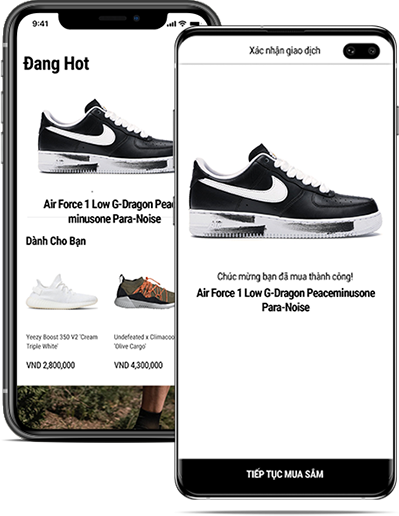 9:41
Đang Hot
Air Force 1 Low G-Dragon Peac
minusone Para-Noise
Dành Cho Bạn
Yeezy Boost 350 V2 'Cream
Triple White'
VND 2,800,000
Undefeated x Climacoo
'Olive Cargo'
VND 4,300,000
Xác nhận giao dịch
Chúc mừng bạn đã mua thành công!
Air Force 1 Low G-Dragon Peaceminusone
Para-Noise
TIẾP TỤC MUA SẮM